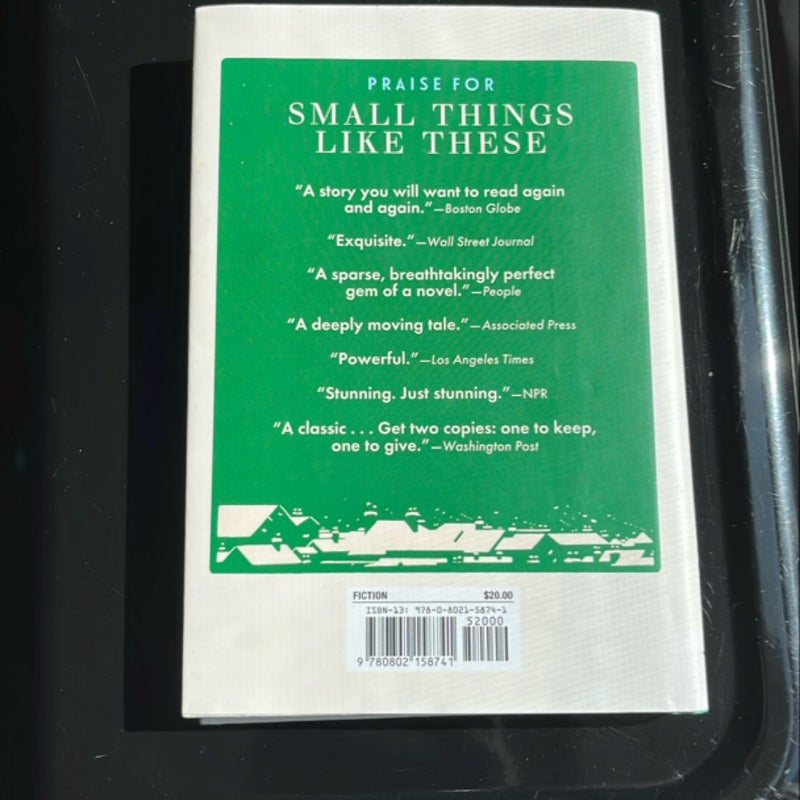 PRAISE FOR
SMALL THINGS
LIKE THESE
“A story you will want to read again
and again.”—Boston Globe
“Exquisite.”—Wall Street Journal
“A sparse, breathtakingly perfect
gem of a novel.”—People
“A deeply moving tale.”—Associated Press
“Powerful.”—Los Angeles Times
“Stunning. Just stunning.”—NPR
“A classic . . . Get two copies: one to keep,
one to give.”—Washington Post
FICTION $20.00
ISBN-13: 978-0-8021-5874-1
52000
9 780802 158741